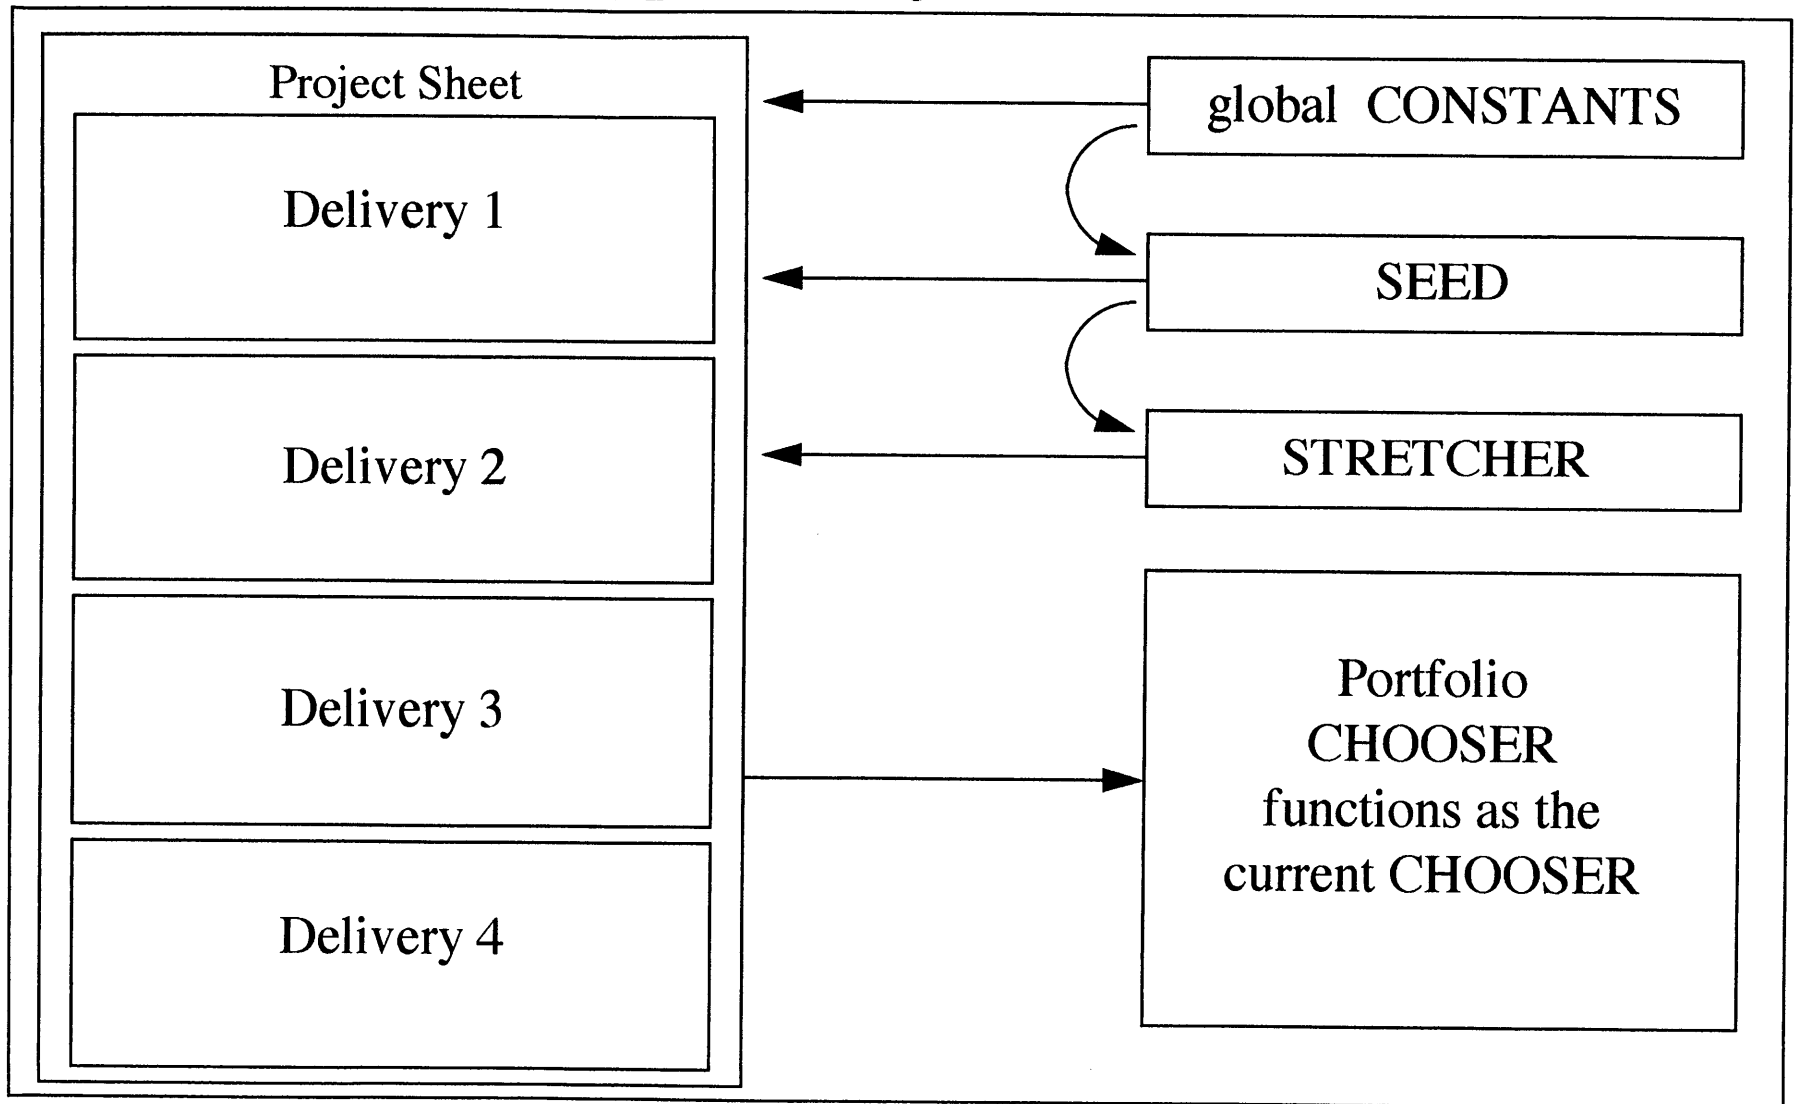 Project Sheet
Delivery 1
Delivery 2
Delivery 3
Delivery 4
global CONSTANTS
SEED
STRETCHER
Portfolio
CHOOSER
functions as the
current CHOOSER